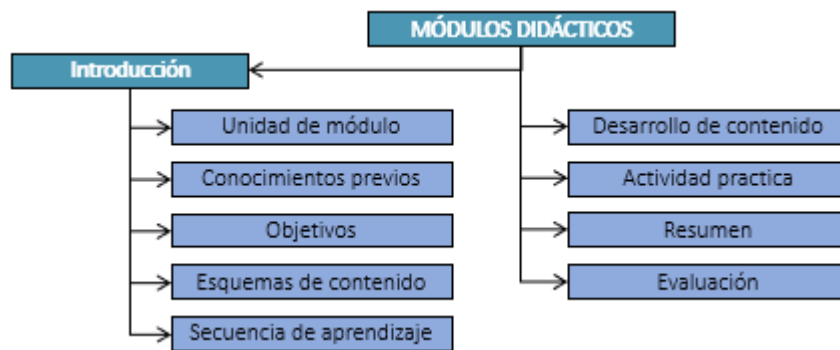 MÓDULOS DIDÁCTICOS
Introducción
Unidad de módulo
Conocimientos previos
Objetivos
Esquemas de contenido
Secuencia de aprendizaje
Desarrollo de contenido
Actividad practica
Resumen
Evaluación